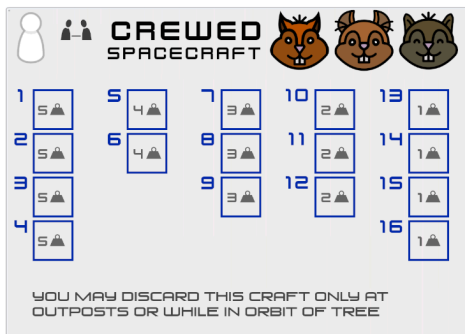 CREWED
SPACECRAFT
1 5 5 4 7 3 10 2 13 1
2 5 6 4 8 3 11 2 14 1
3 5 9 3 12 2 15 1
4 5 16 1
YOU MAY DISCARD THIS CRAFT ONLY AT
OUTPOSTS OR WHILE IN ORBIT OF TREE